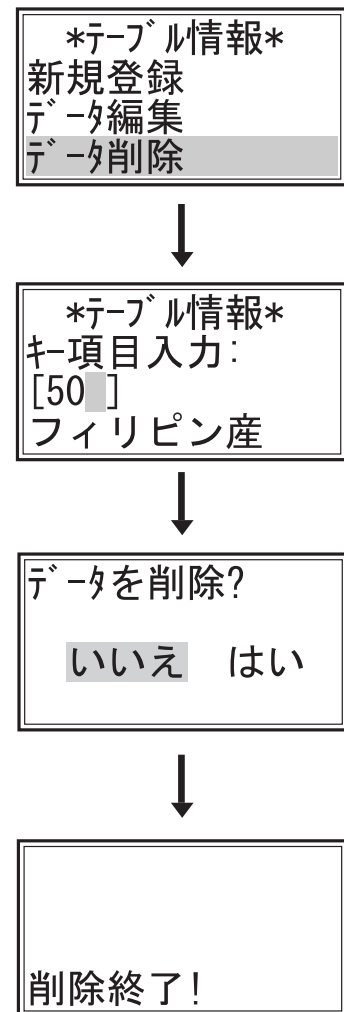 *ﾃｰﾌﾞﾙ情報*
新規登録
ﾃﾞｰﾀ編集
ﾃﾞｰﾀ削除
*ﾃｰﾌﾞﾙ情報*
ｷｰ項目入力:
[50 ]
フィリピン産
ﾃﾞｰﾀを削除?
いいえ はい
削除終了!